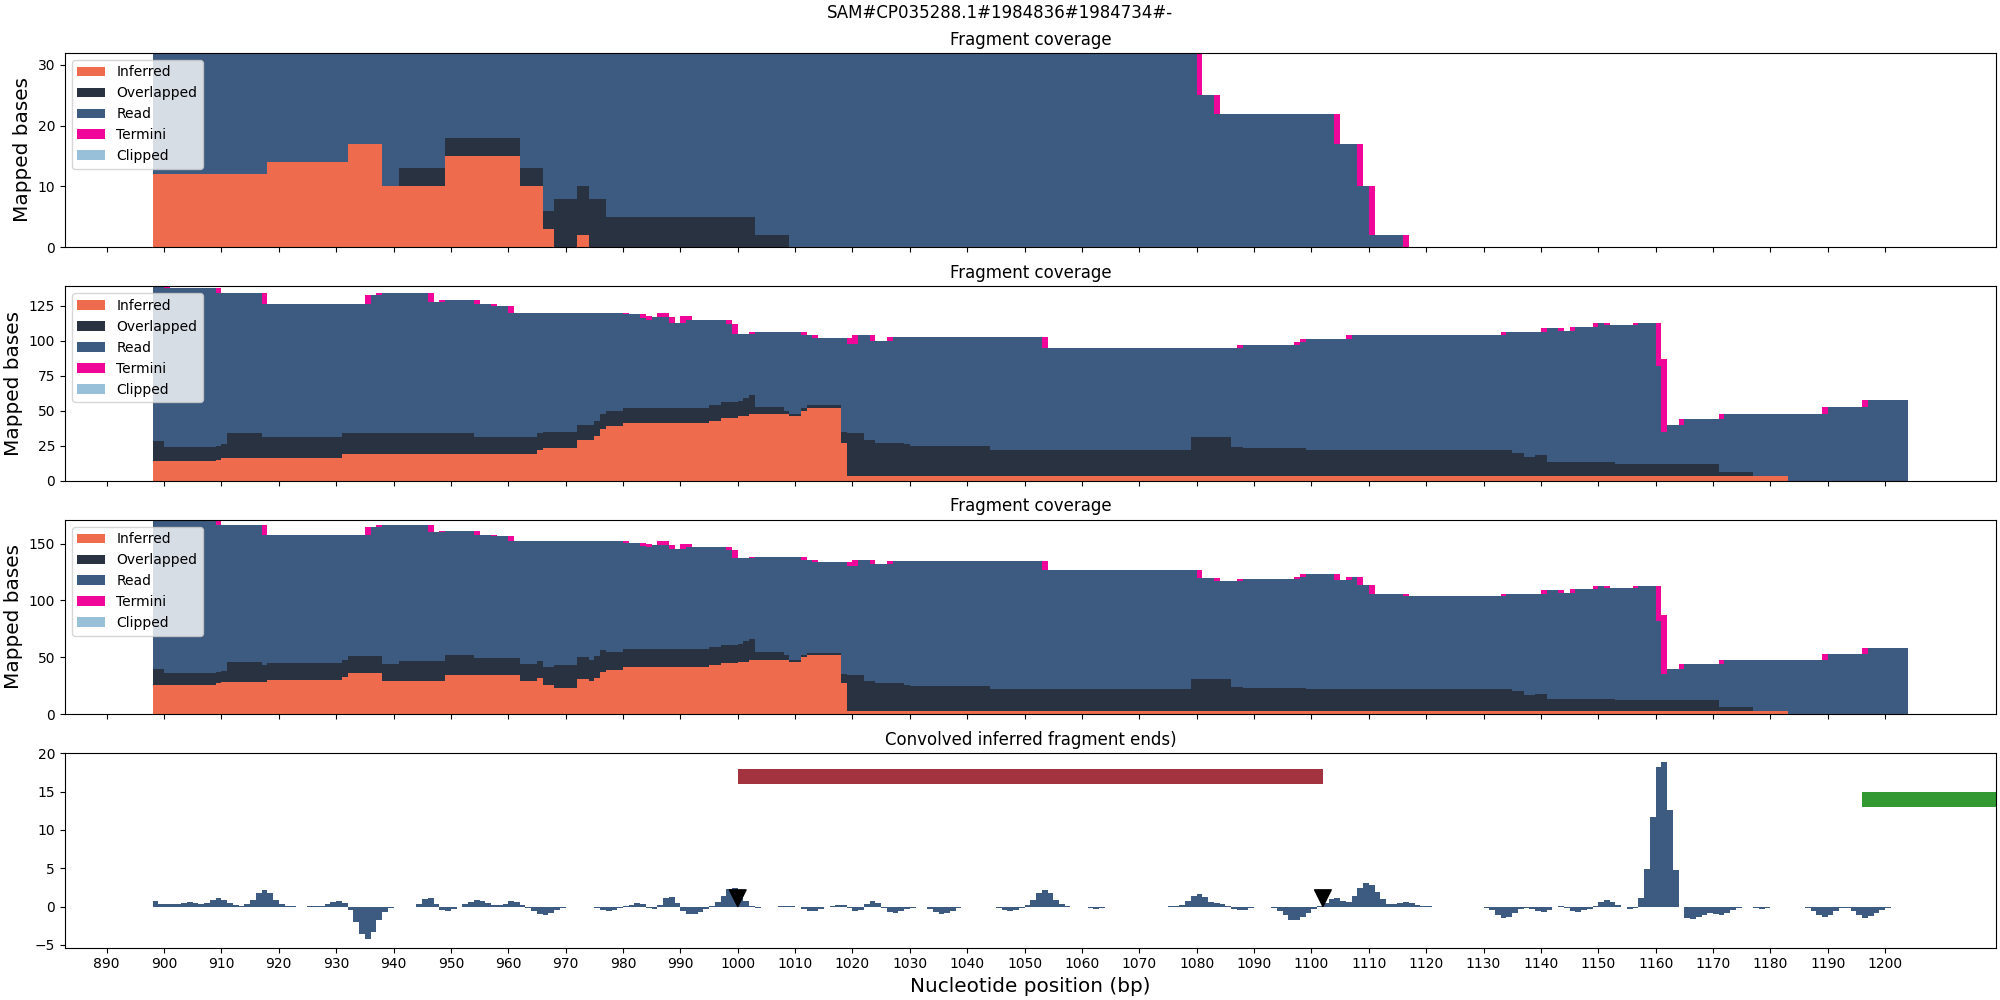 SAM#CP035288.1#1984836#1984734#-
Fragment coverage
Mapped bases
30
20
10
0
Inferred
Overlapped
Read
Termini
Clipped
Fragment coverage
Mapped bases
125
100
75
50
25
0
Inferred
Overlapped
Read
Termini
Clipped
Fragment coverage
Mapped bases
150
100
50
0
Inferred
Overlapped
Read
Termini
Clipped
Convolved inferred fragment ends)
20
15
10
5
0
−5
890 900 910 920 930 940 950 960 970 980 990 1000 1010 1020 1030 1040 1050 1060 1070 1080 1090 1100 1110 1120 1130 1140 1150 1160 1170 1180 1190 1200
Nucleotide position (bp)